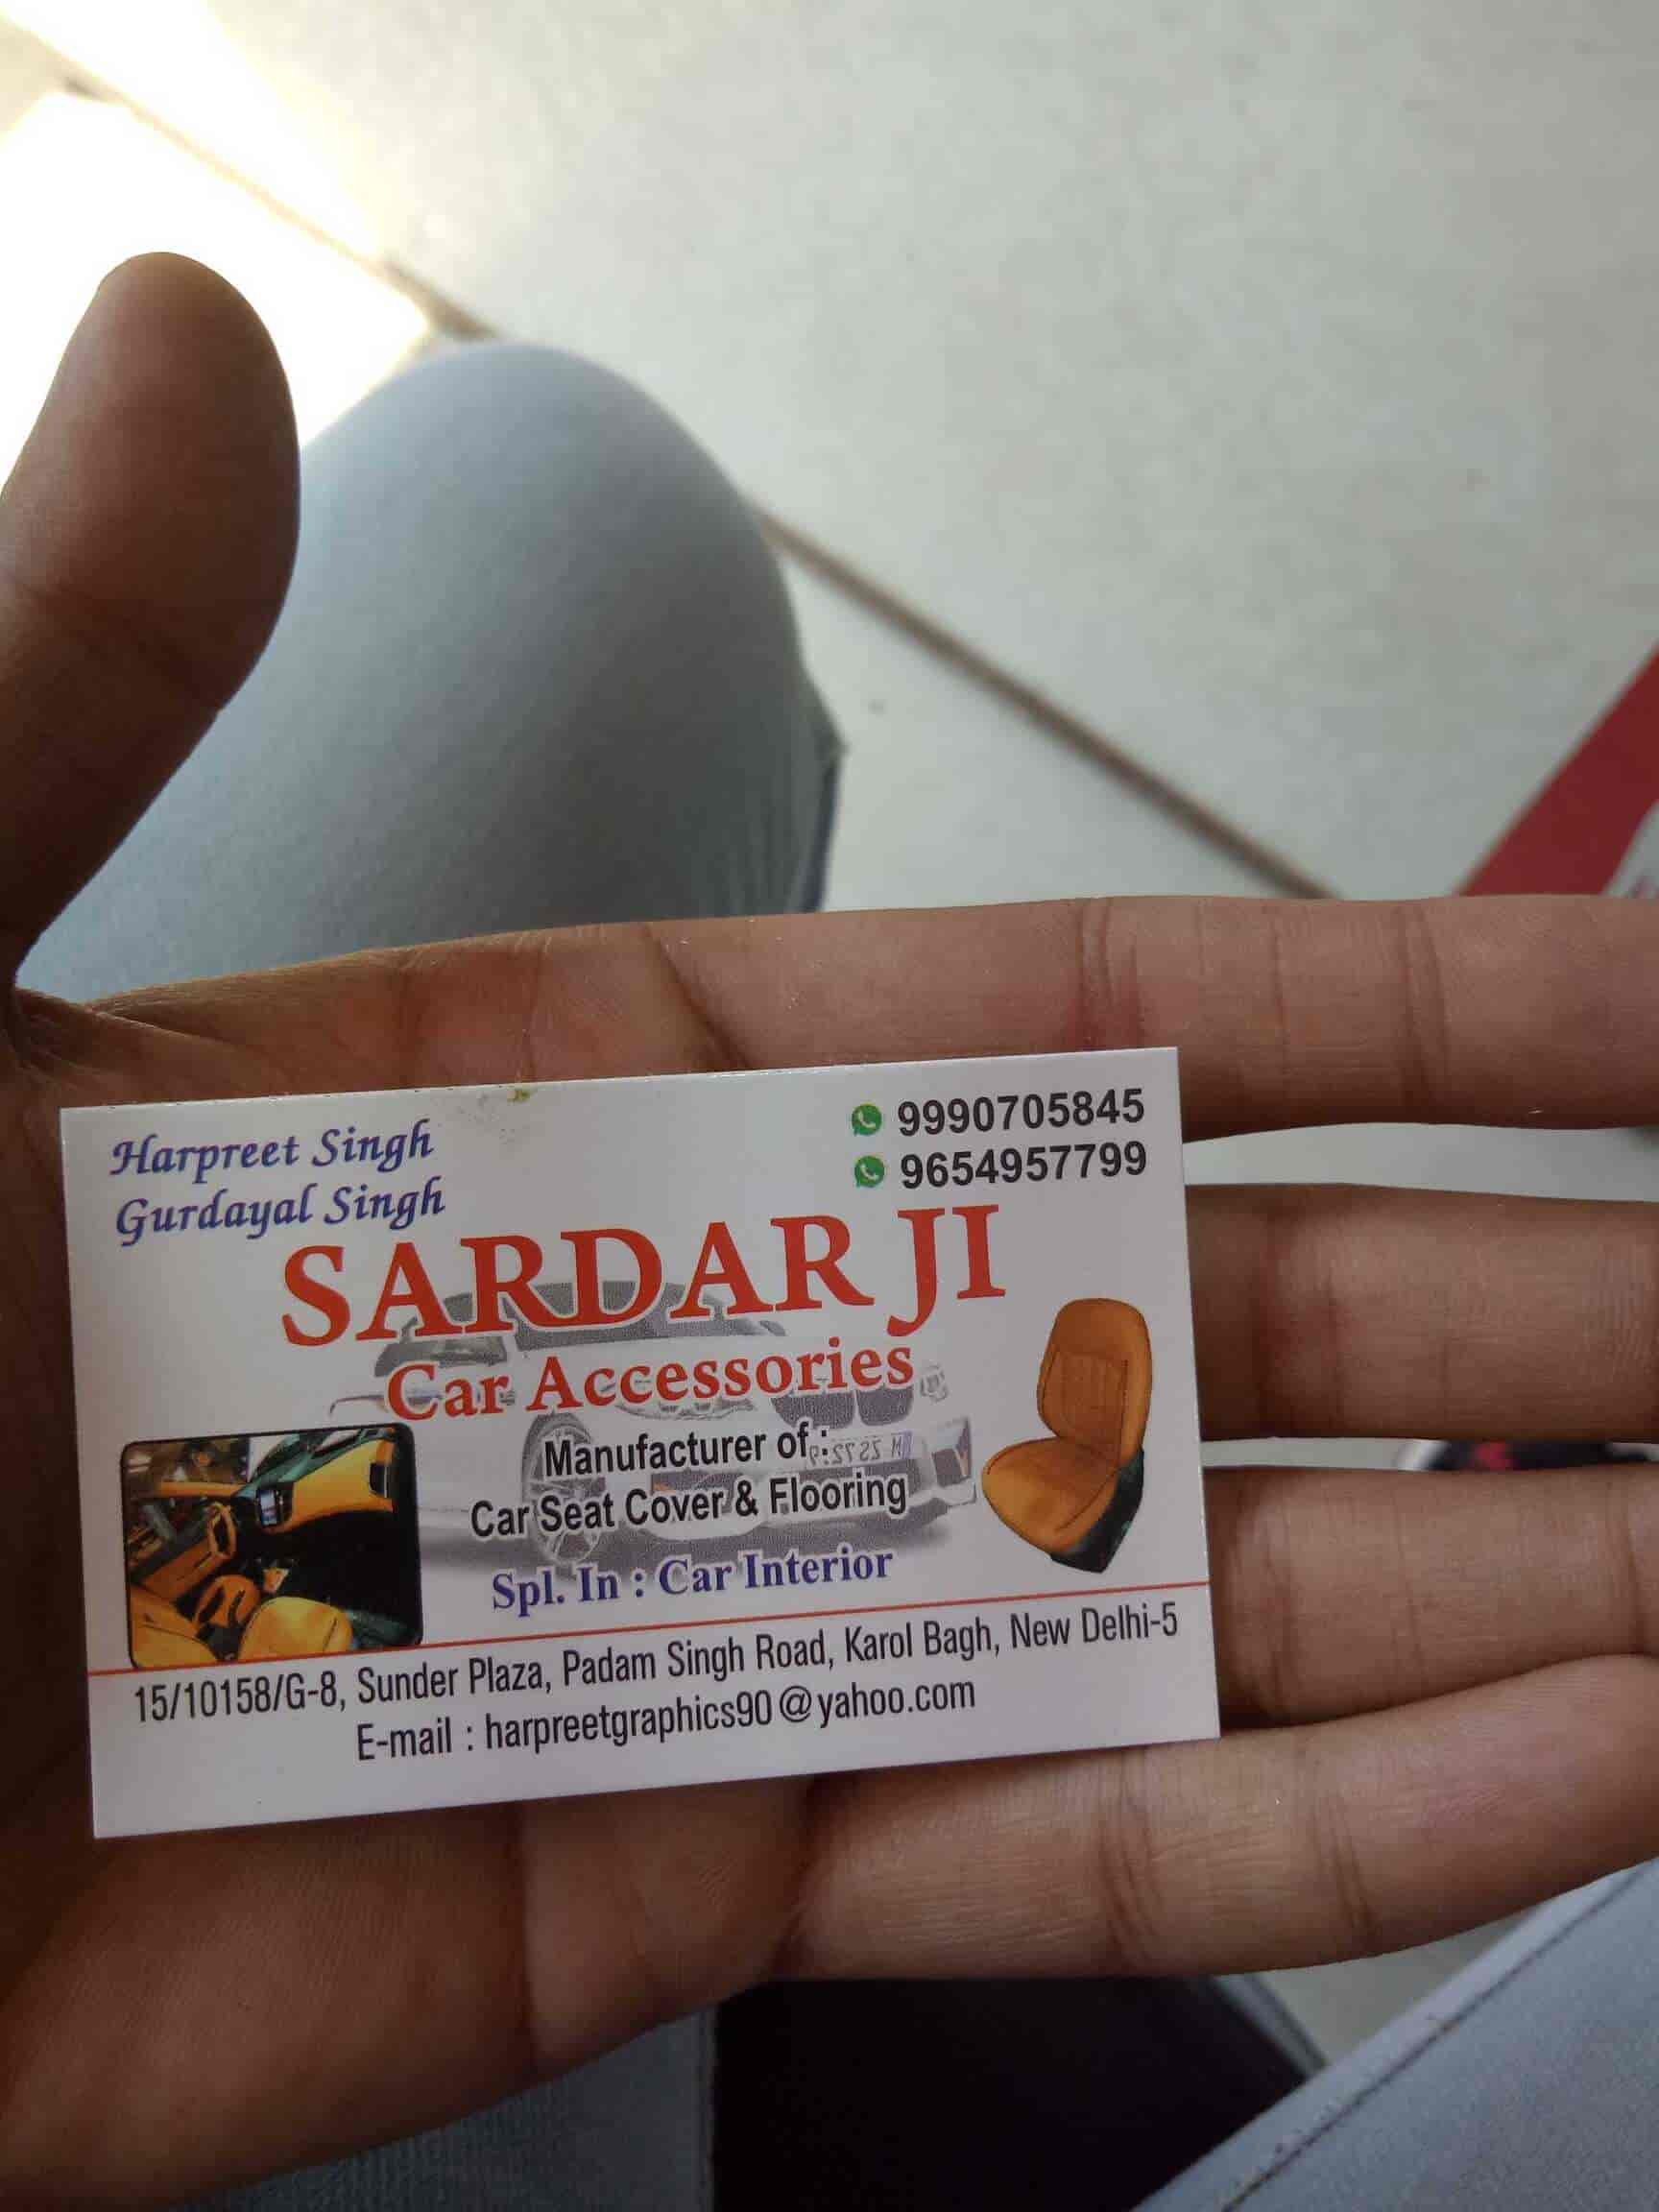 Harpreet Singh
Gurdayal Singh
9990705845
9654957799
SARDAR JI
Car Accessories
Manufacturer of :
Car Seat Cover & Flooring
Spl. In : Car Interior
15/10158/G-8, Sunder Plaza, Padam Singh Road, Karol Bagh, New Delhi-5
E-mail : harpreetgraphics90@yahoo.com